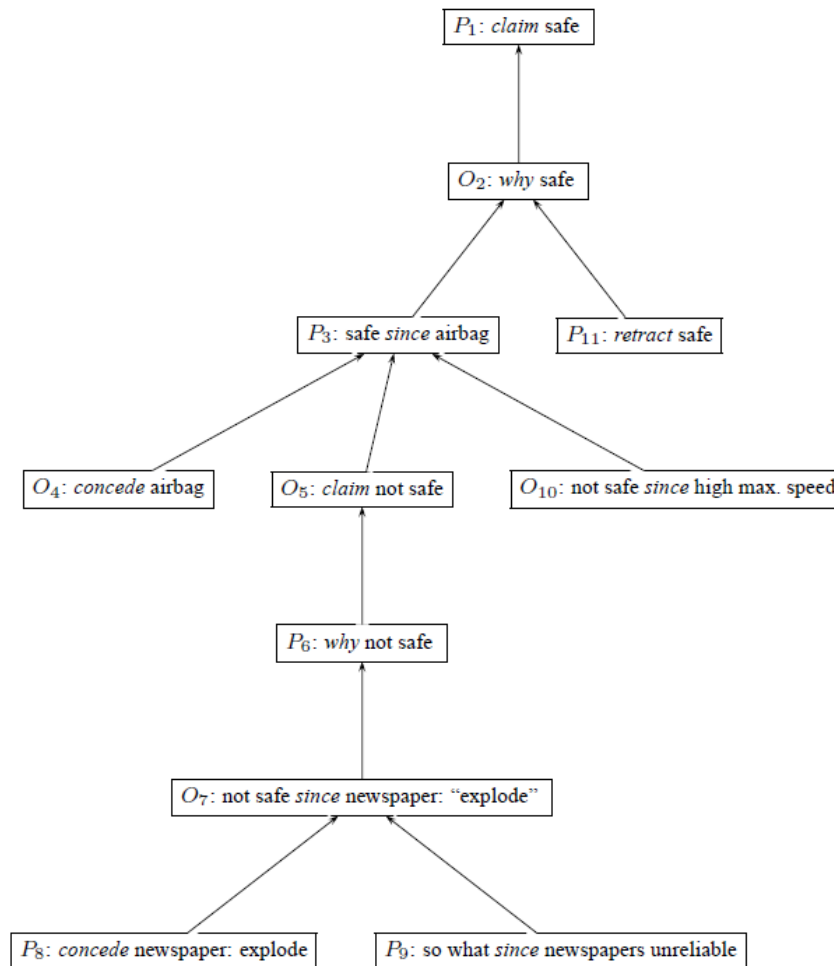 P₁: claim safe
O₂: why safe
P₃: safe since airbag
P₁₁: retract safe
O₄: concede airbag
O₅: claim not safe
O₁₀: not safe since high max. speed
P₆: why not safe
O₇: not safe since newspaper: “explode”
P₈: concede newspaper: explode
P₉: so what since newspapers unreliable